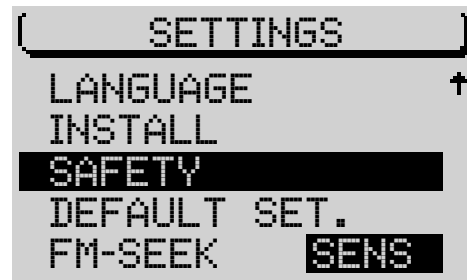 SETTINGS
LANGUAGE
INSTALL
SAFETY
DEFAULT SET.
FM-SEEK SENS